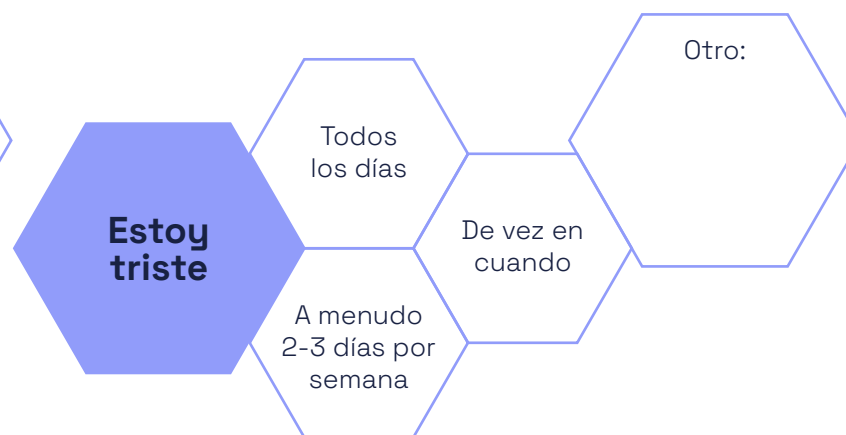 Estoy
triste
Todos
los días
A menudo
2-3 días por
semana
De vez en
cuando
Otro: